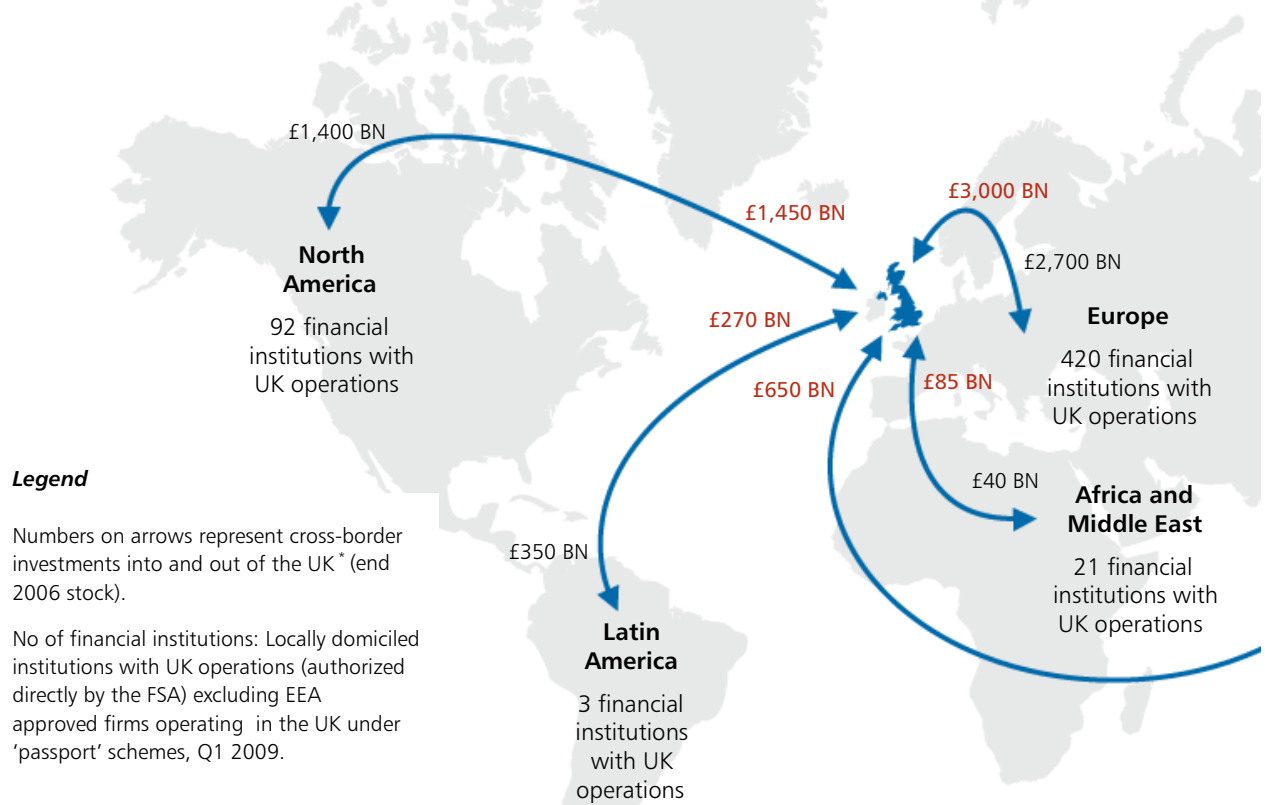 £1,400 BN
£1,450 BN
£3,000 BN
£2,700 BN
North
America
92 financial
institutions with
UK operations
£270 BN
£650 BN
£85 BN
Europe
420 financial
institutions with
UK operations
Legend
Numbers on arrows represent cross-border
investments into and out of the UK * (end
2006 stock).
No of financial institutions: Locally domiciled
institutions with UK operations (authorized
directly by the FSA) excluding EEA
approved firms operating in the UK under
'passport' schemes, Q1 2009.
£350 BN
Latin
America
3 financial
institutions
with UK
operations
£40 BN
Africa and
Middle East
21 financial
institutions with
UK operations